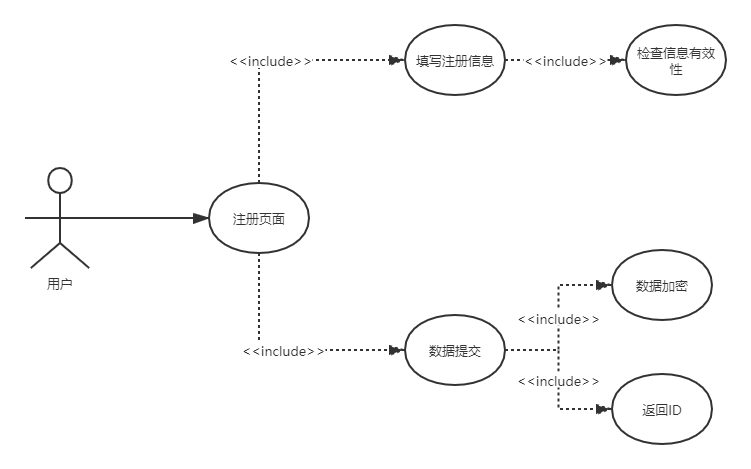 <<include>>
填写注册信息
<<include>>
检查信息有效
性
注册页面
用户
<<include>>
数据提交
<<include>>
数据加密
<<include>>
返回ID